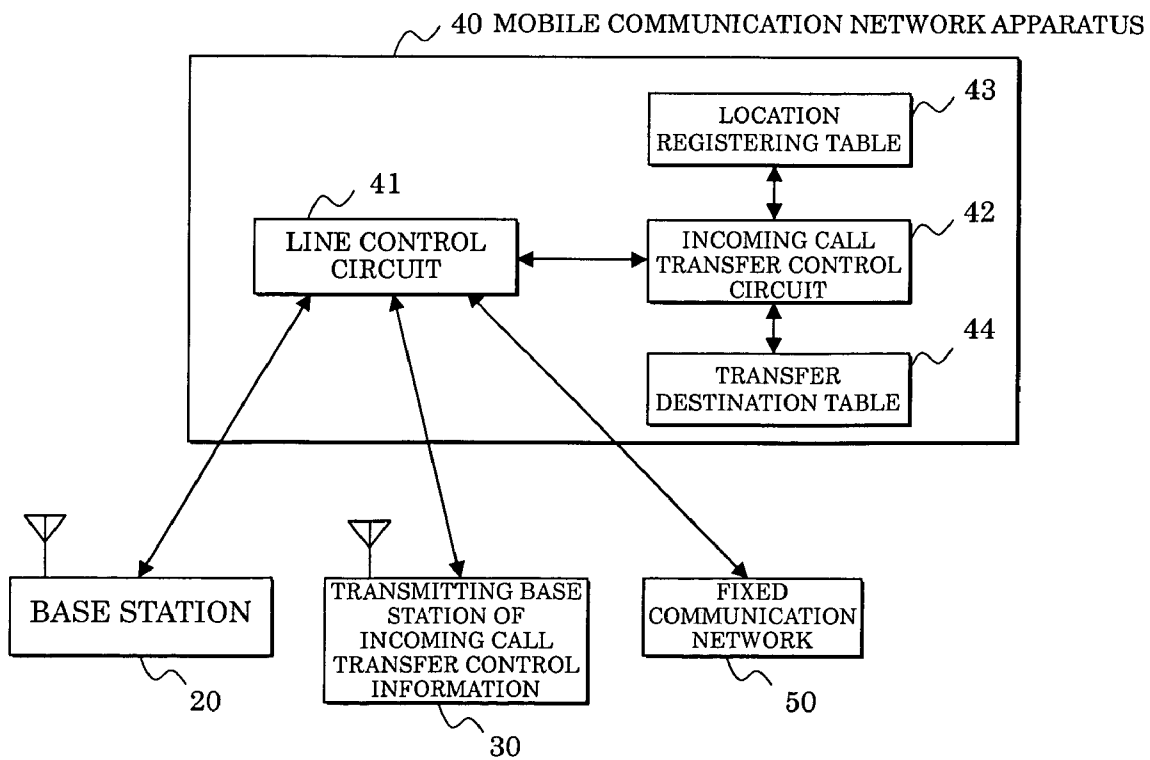 40 MOBILE COMMUNICATION NETWORK APPARATUS
43
LOCATION
REGISTERING TABLE
41
LINE CONTROL
CIRCUIT
42
INCOMING CALL
TRANSFER CONTROL
CIRCUIT
44
TRANSFER
DESTINATION TABLE
BASE STATION
20
TRANSMITTING BASE
STATION OF
INCOMING CALL
TRANSFER CONTROL
INFORMATION
30
FIXED
COMMUNICATION
NETWORK
50